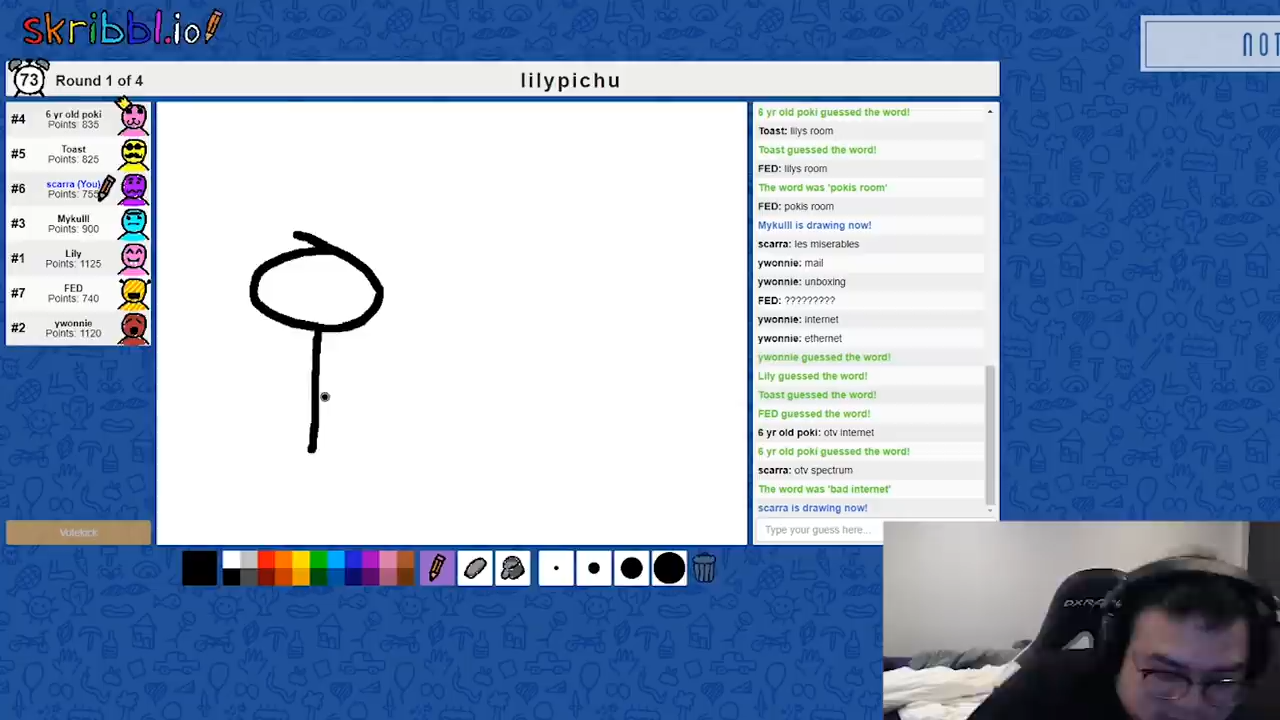 skribbl.io
NOT
73
Round 1 of 4
lilypichu
#4
6 yr old poki
Points: 835
#5
Toast
Points: 825
#6
scarra (You)
Points: 755
#3
Mykulll
Points: 900
#1
Lily
Points: 1125
#7
FED
Points: 740
#2
ywonnie
Points: 1120
Votekick
6 yr old poki guessed the word!
Toast: lilys room
Toast guessed the word!
FED: lilys room
The word was 'pokis room'
FED: pokis room
Mykulll is drawing now!
scarra: les miserables
ywonnie: mail
ywonnie: unboxing
FED: ?????????
ywonnie: internet
ywonnie: ethernet
ywonnie guessed the word!
Lily guessed the word!
Toast guessed the word!
FED guessed the word!
6 yr old poki: otv internet
6 yr old poki guessed the word!
scarra: otv spectrum
The word was 'bad internet'
scarra is drawing now!
Type your guess here...